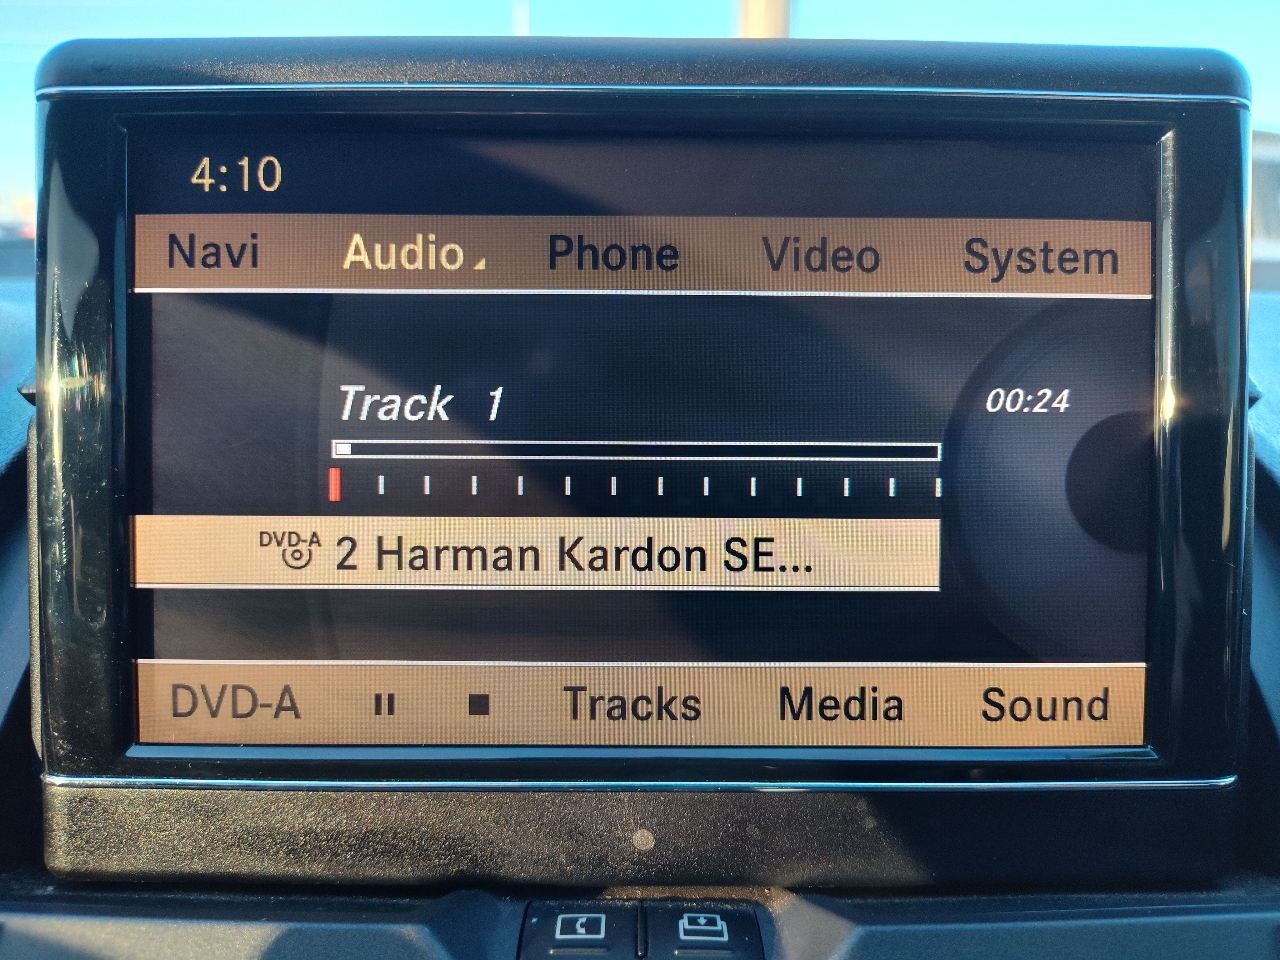 4:10
Navi Audio Phone Video System
Track 1 00:24
DVD-A 2 Harman Kardon SE...
DVD-A Tracks Media Sound